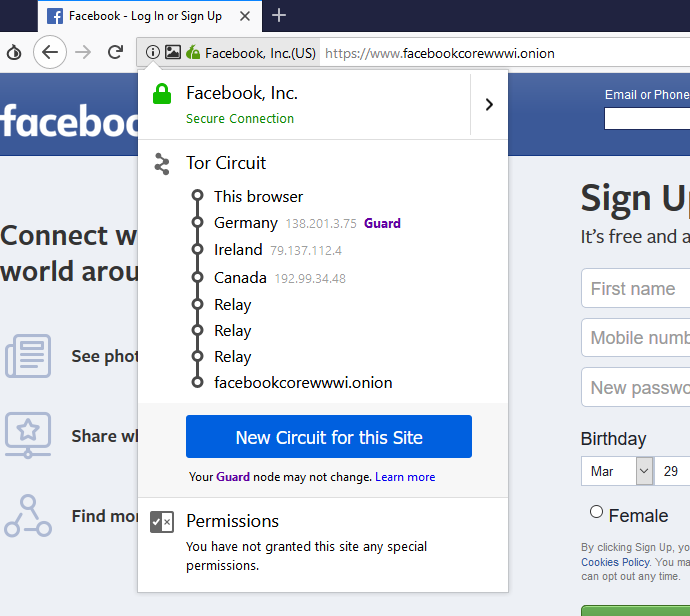 Facebook - Log In or Sign Up
Facebook, Inc.(US) https://www.facebookcorewwwi.onion
Facebook, Inc.
Secure Connection
Tor Circuit
This browser
Germany 138.201.3.75 Guard
Ireland 79.137.112.4
Canada 192.99.34.48
Relay
Relay
Relay
facebookcorewwwi.onion
New Circuit for this Site
Your Guard node may not change. Learn more
Permissions
You have not granted this site any special
permissions.
facebo
Email or Phone
Connect w
world arou
See phot
Share wh
Find mor
Sign Up
It's free and a
First name
Mobile numb
New passwo
Birthday
Mar 29
Female
By clicking Sign Up, yo
Cookies Policy. You ma
can opt out any time.